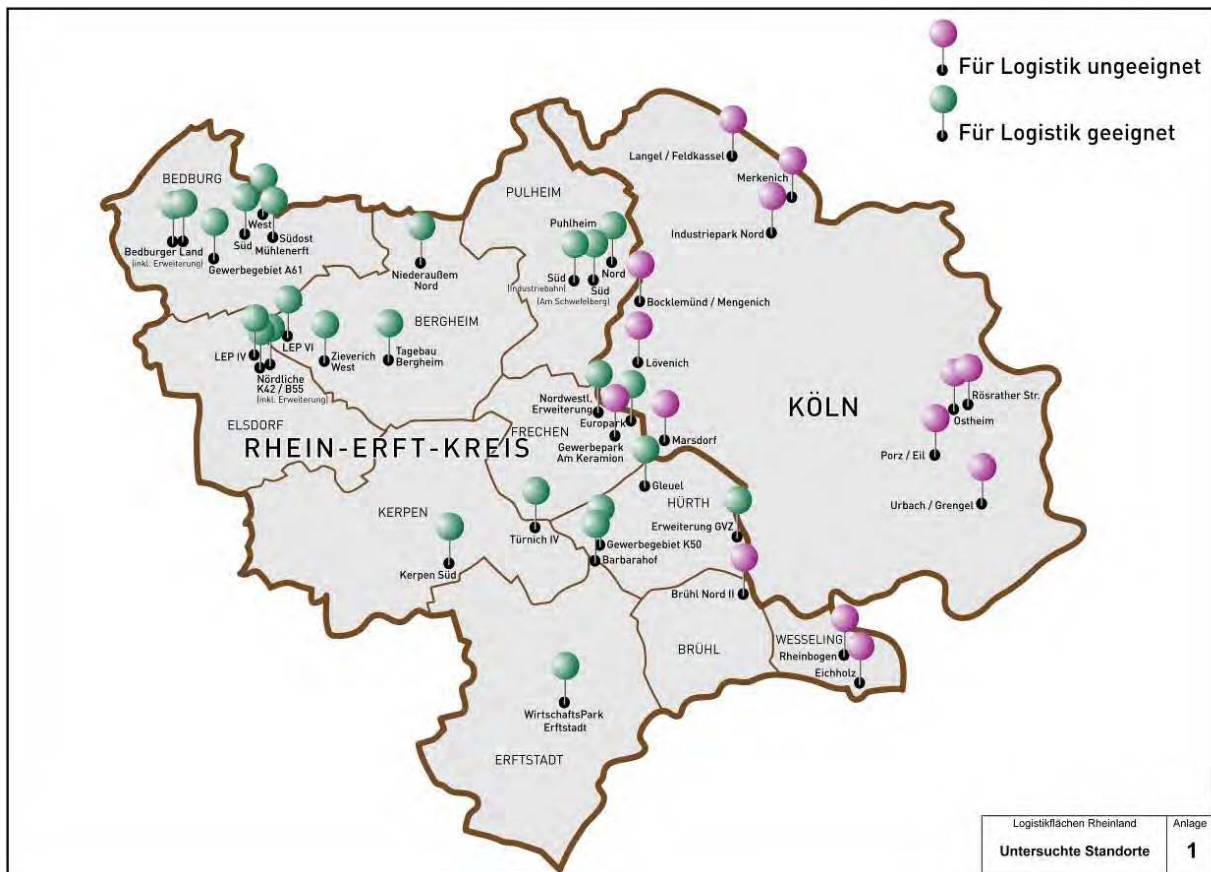 Für Logistik ungeeignet
Für Logistik geeignet
Langel / Feldkassel
Merkenich
Industriepark Nord
BEDBURG
PULHEIM
Puhlheim
West
Süd
Südost
Mühlenerft
Bedburger Land
(inkl. Erweiterung)
Gewerbegebiet A61
Niederaußem
Nord
Nord
Süd
(Industriebahn)
Süd
(Am Schwefelberg)
Bocklemünd / Mengenich
BERGHEIM
LEP VI
LEP IV
Zieverich
West
Tagebau
Bergheim
Lövenich
Nördliche
K42 / B55
(inkl. Erweiterung)
ELSDORF
Nordwestl.
Erweiterung
Europark
FRECHEN
KÖLN
Rösrather Str.
Ostheim
RHEIN-ERFT-KREIS
Gewerbepark
Am Keramion
Marsdorf
Porz / Eil
Gleuel
HÜRTH
Urbach / Grengel
KERPEN
Türnich IV
Erweiterung GVZ
Gewerbegebiet K50
Barbarahof
Kerpen Süd
Brühl Nord II
WESSELING
BRÜHL
Rheinbogen
Eichholz
WirtschaftsPark
Erftstadt
ERFTSTADT
Logistikflächen Rheinland
Anlage
Untersuchte Standorte
1